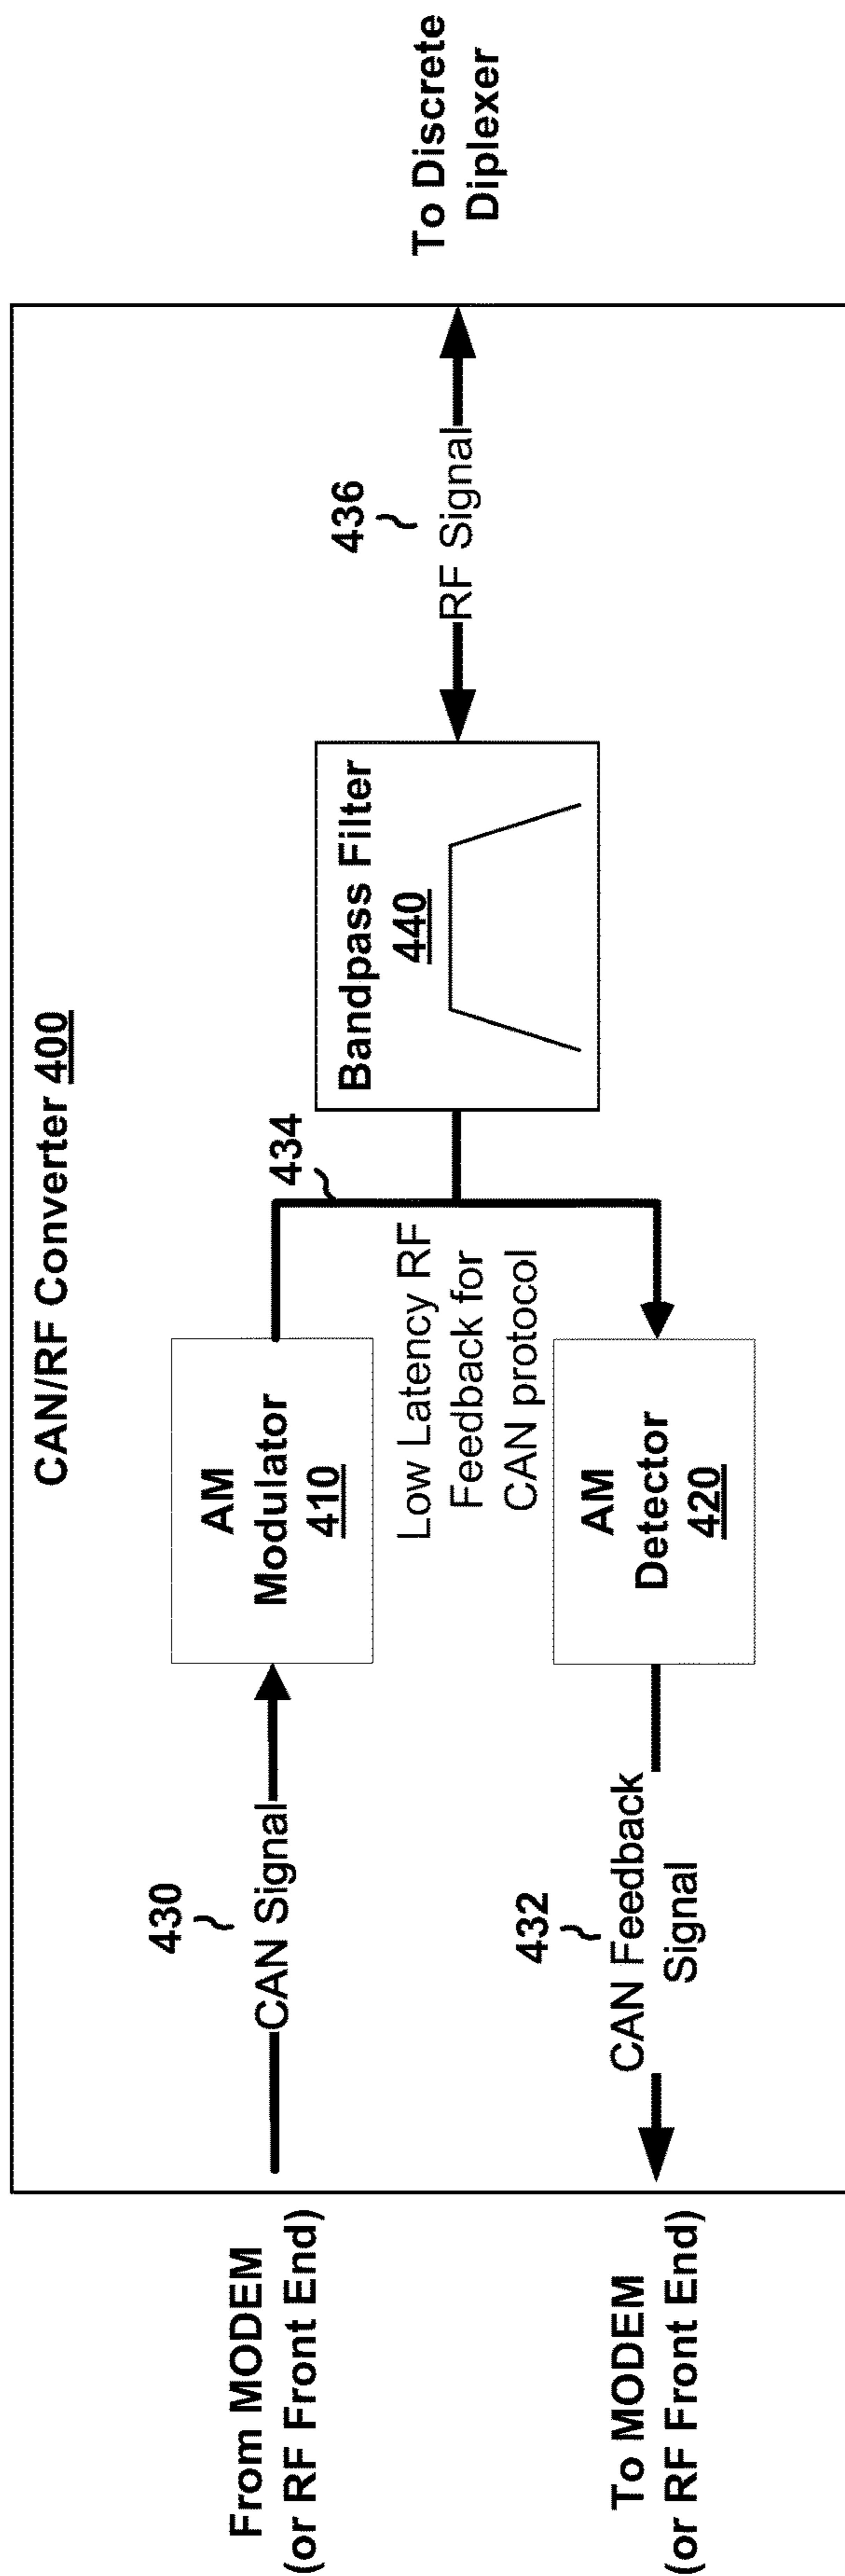 CAN/RF Converter 400
From MODEM
(or RF Front End)
430
CAN Signal
AM
Modulator
410
434
Low Latency RF
Feedback for
CAN protocol
Bandpass Filter
440
436
RF Signal
To Discrete
Diplexer
To MODEM
(or RF Front End)
432
CAN Feedback
Signal
AM
Detector
420